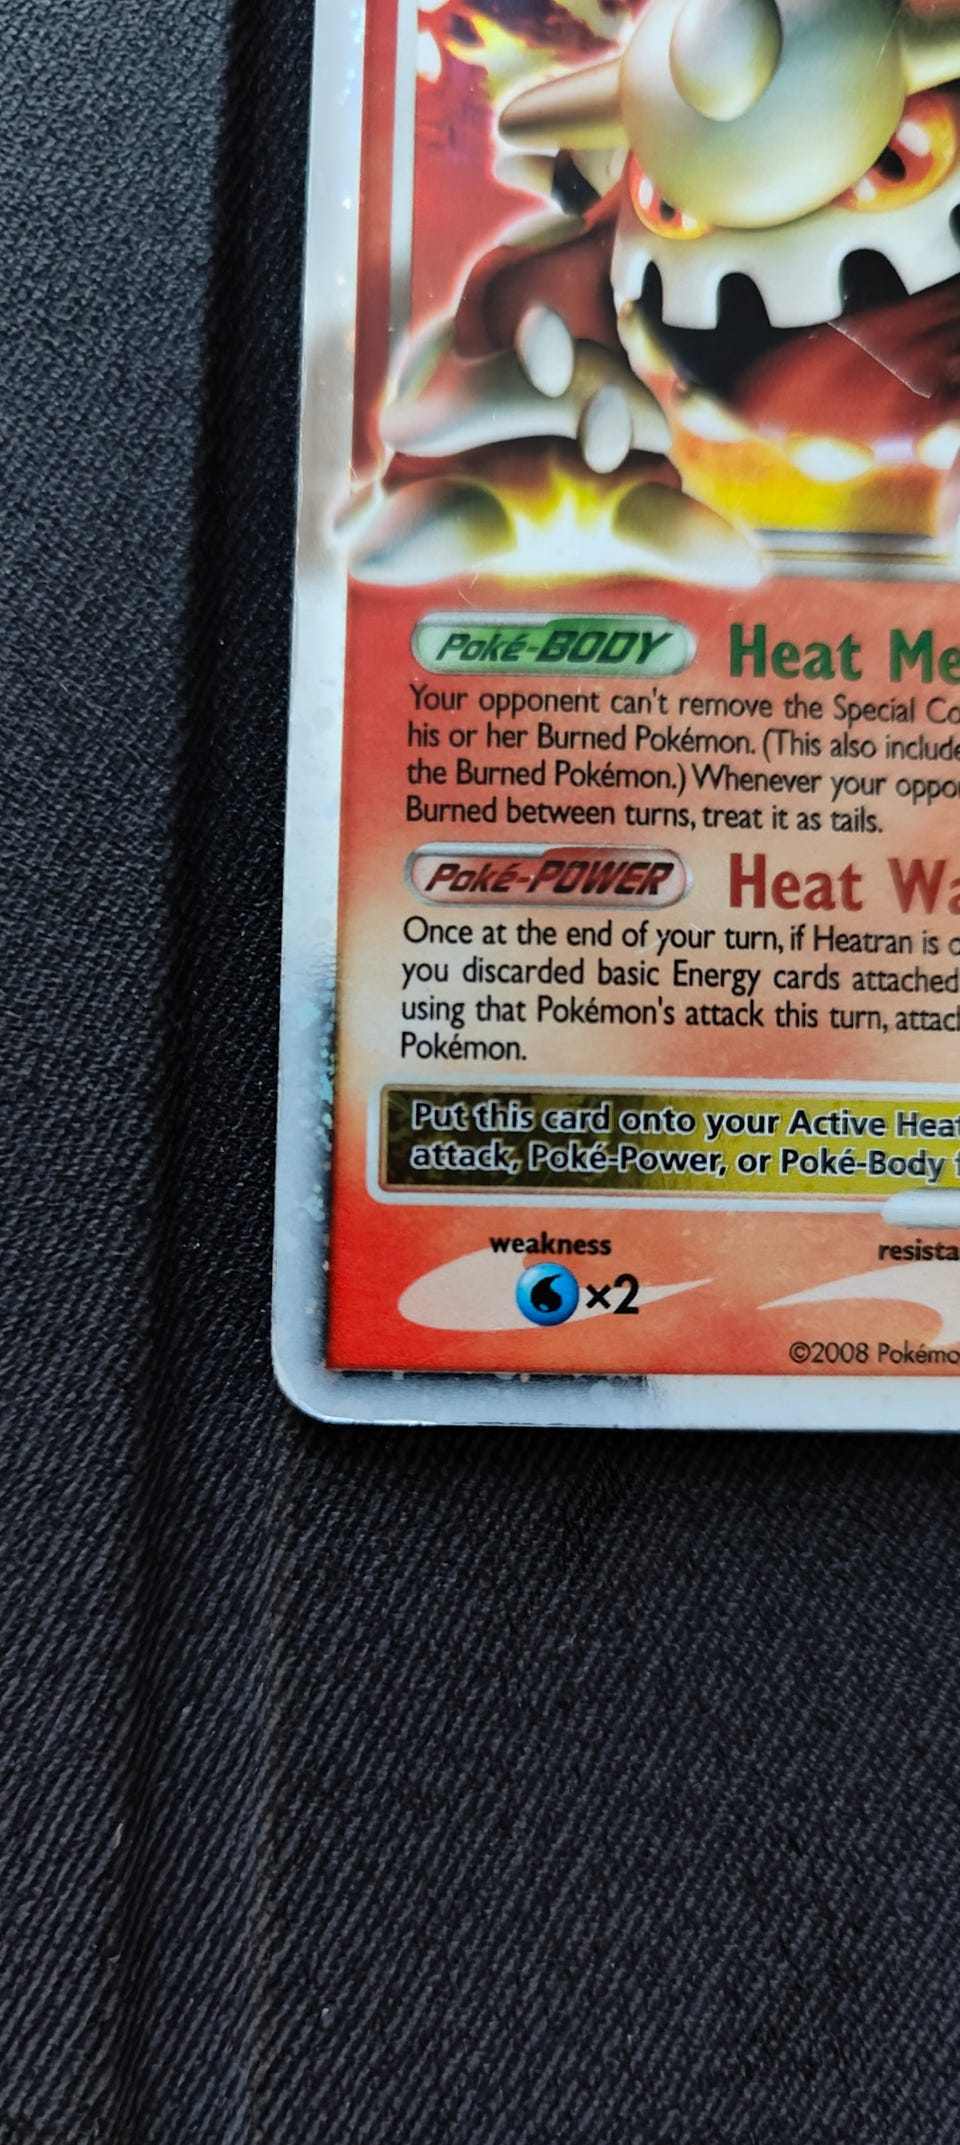 Poké-BODY Heat Me
Your opponent can't remove the Special Co
his or her Burned Pokémon. (This also include
the Burned Pokémon.) Whenever your oppo
Burned between turns, treat it as tails.
Poké-POWER Heat Wa
Once at the end of your turn, if Heatran is o
you discarded basic Energy cards attached
using that Pokémon's attack this turn, attach
Pokémon.
Put this card onto your Active Heat
attack, Poké-Power, or Poké-Body f
weakness resista
×2
©2008 Pokémo